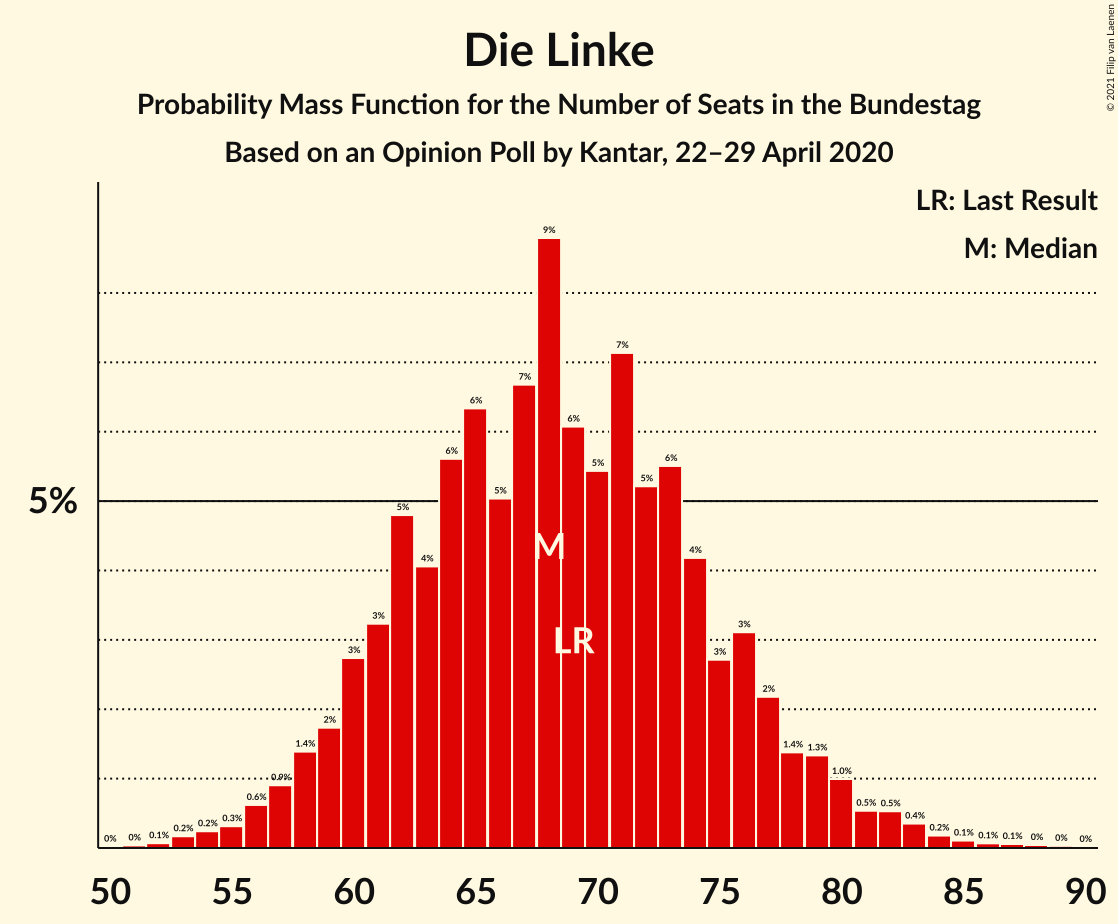 Die Linke
Probability Mass Function for the Number of Seats in the Bundestag
Based on an Opinion Poll by Kantar, 22–29 April 2020
© 2021 Filip van Laenen
LR: Last Result
M: Median
5%
0% 0% 0.1% 0.2% 0.2% 0.3% 0.6% 0.9% 1.4% 2% 3% 3% 5% 4% 6% 6% 5% 7% 9% 6% 5% 7% 5% 6% 4% 3% 3% 2% 1.4% 1.3% 1.0% 0.5% 0.5% 0.4% 0.2% 0.1% 0.1% 0.1% 0% 0% 0%
M
LR
50 55 60 65 70 75 80 85 90